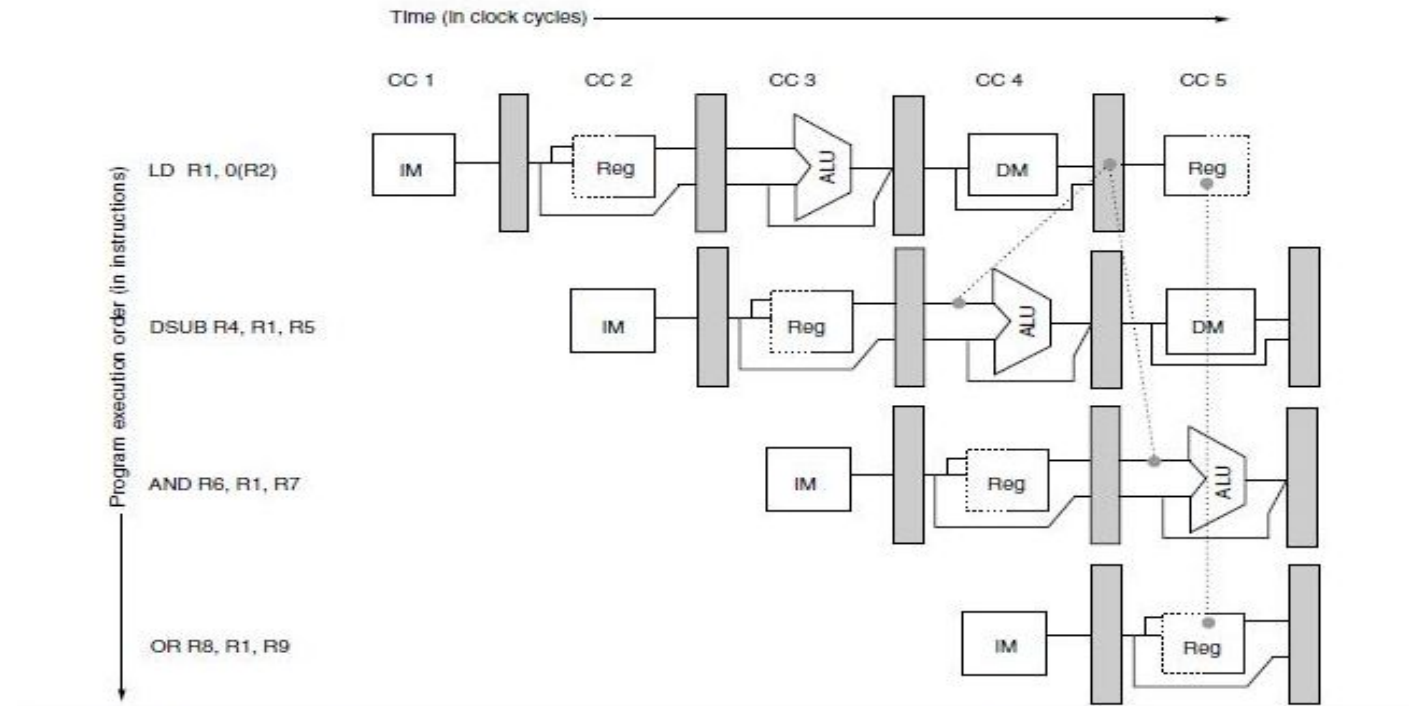 Time (in clock cycles)
CC 1 CC 2 CC 3 CC 4 CC 5
Program execution order (in instructions)
LD R1, 0(R2) IM Reg ALU DM Reg
DSUB R4, R1, R5 IM Reg ALU DM
AND R6, R1, R7 IM Reg ALU
OR R8, R1, R9 IM Reg